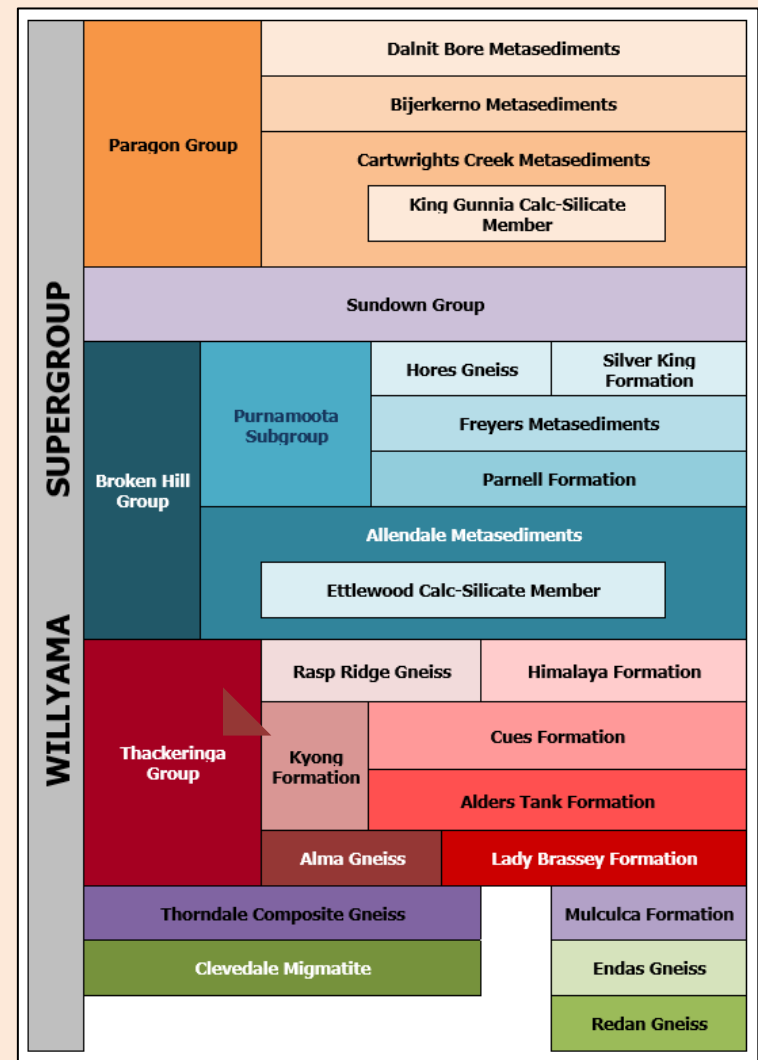 WILLYAMA SUPERGROUP
Paragon Group
Dalnit Bore Metasediments
Bijerkerno Metasediments
Cartwrights Creek Metasediments
King Gunnia Calc-Silicate
Member
Sundown Group
Broken Hill
Group
Purnamoota
Subgroup
Hores Gneiss
Silver King
Formation
Freyers Metasediments
Parnell Formation
Allendale Metasediments
Ettlewood Calc-Silicate Member
Thackeringa
Group
Rasp Ridge Gneiss
Himalaya Formation
Kyong
Formation
Cues Formation
Alders Tank Formation
Alma Gneiss
Lady Brassey Formation
Thorndale Composite Gneiss
Mulculca Formation
Clevedale Migmatite
Endas Gneiss
Redan Gneiss